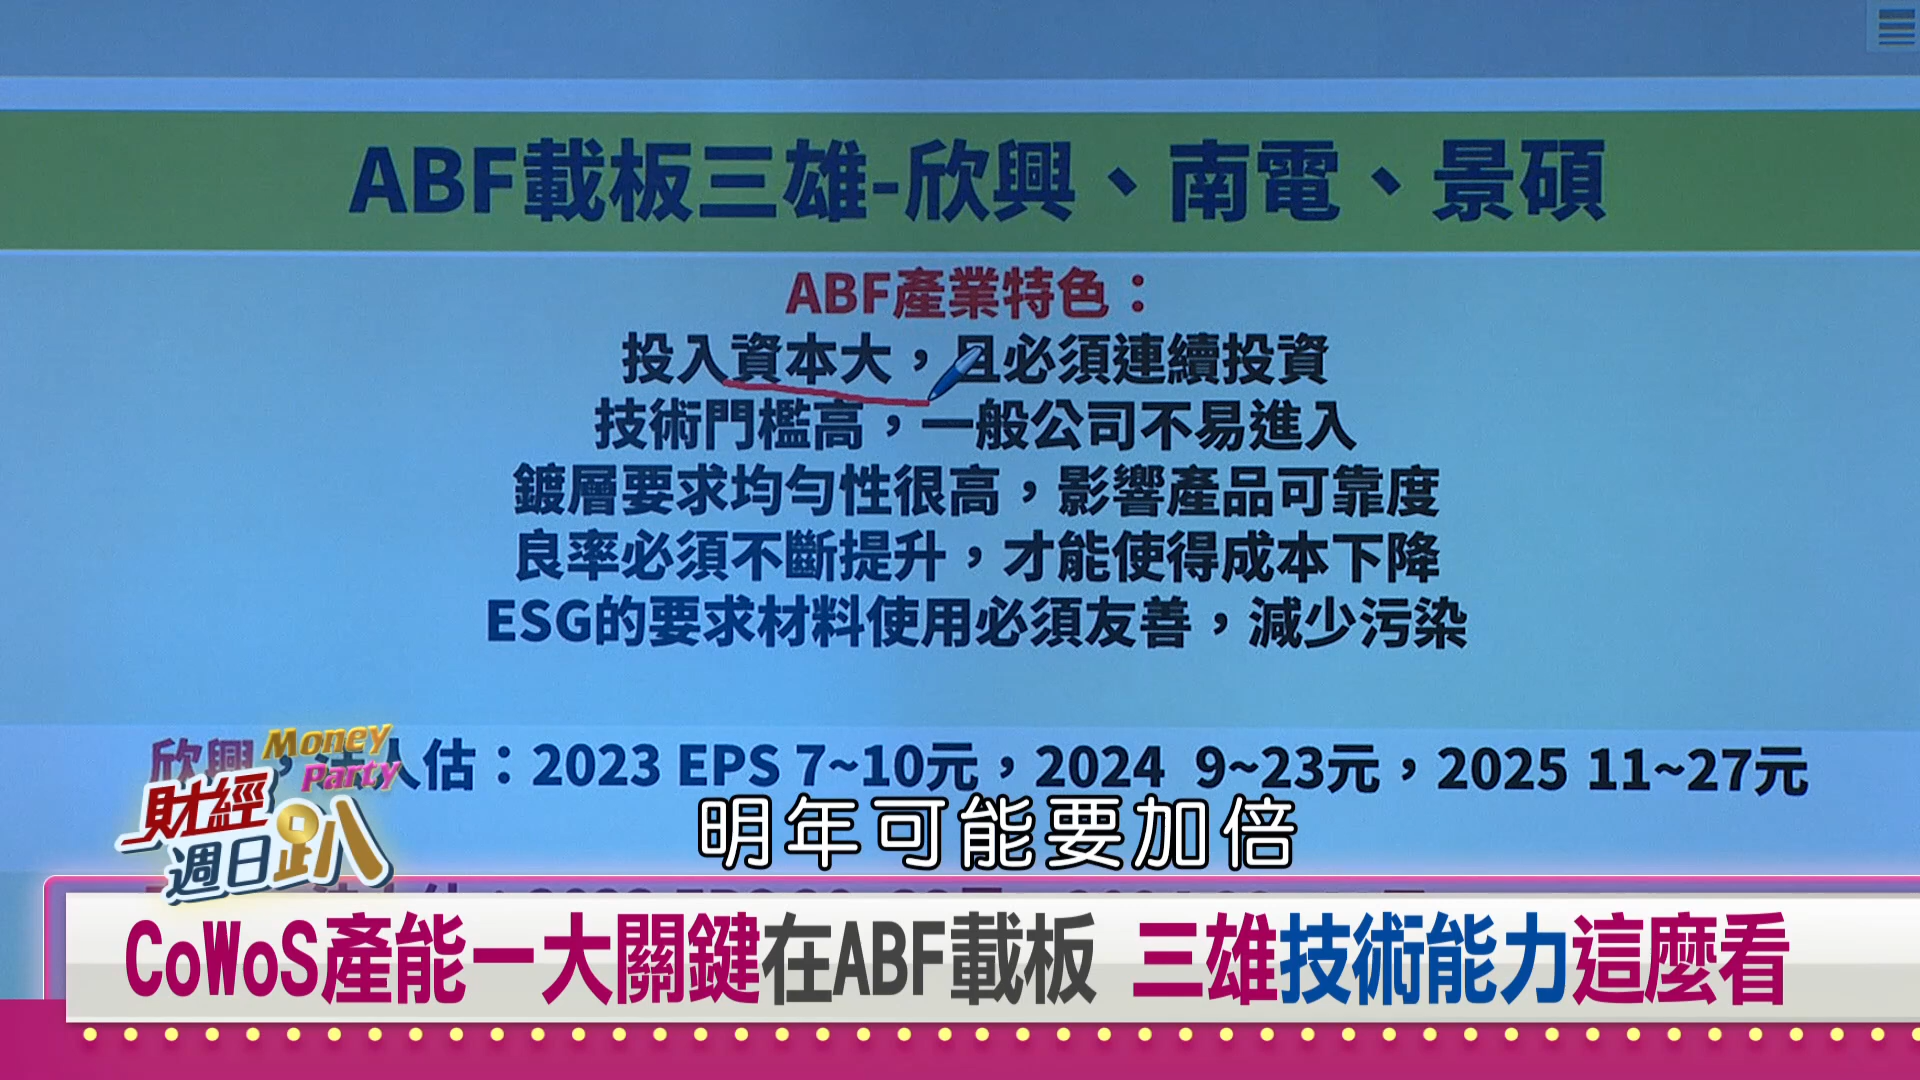 ABF載板三雄-欣興、南電、景碩
ABF產業特色：
投入資本大，且必須連續投資
技術門檻高，一般公司不易進入
鍍層要求均勻性很高，影響產品可靠度
良率必須不斷提升，才能使得成本下降
ESG的要求材料使用必須友善，減少污染
欣興，法人估：2023 EPS 7~10元，2024 9~23元，2025 11~27元
Money Party
財經週日趴
明年可能要加倍
CoWoS產能一大關鍵在ABF載板 三雄技術能力這麼看